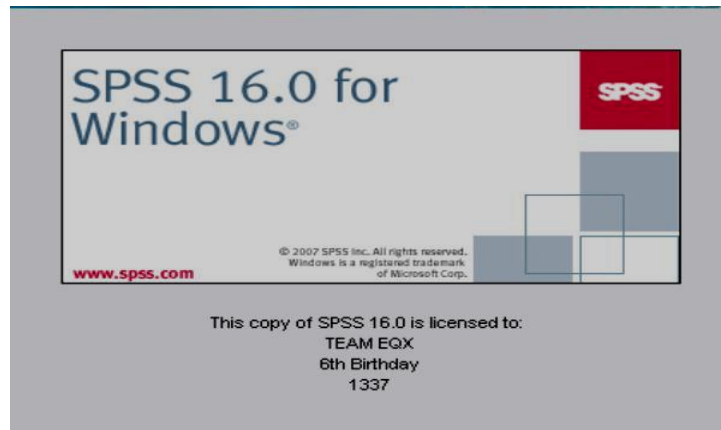 SPSS 16.0 for
Windows®
SPSS
© 2007 SPSS Inc. All rights reserved.
Windows is a registered trademark
of Microsoft Corp.
www.spss.com
This copy of SPSS 16.0 is licensed to:
TEAM EQX
6th Birthday
1337